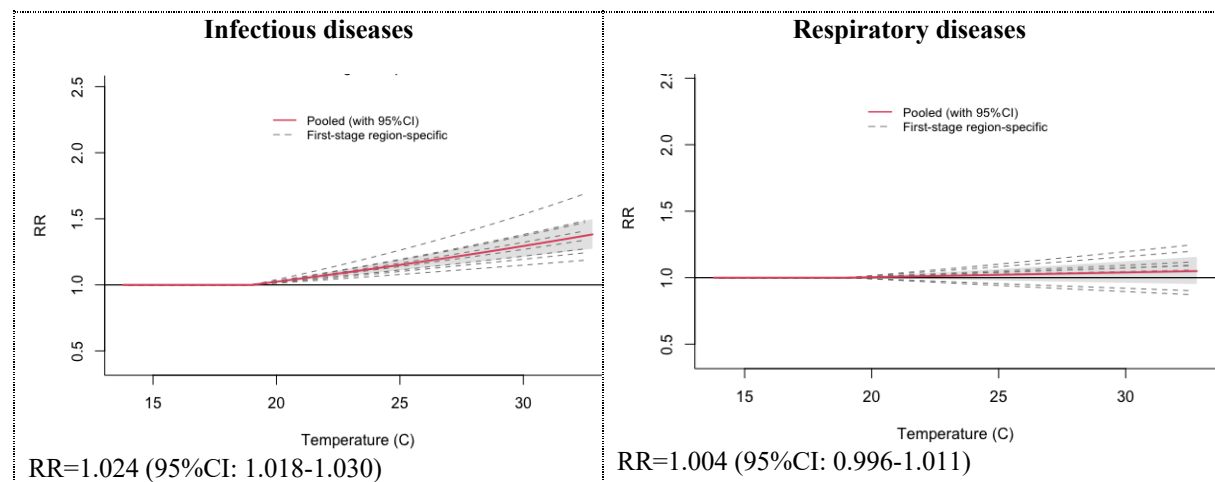 Infectious diseases
2.5
2.0
1.5
1.0
0.5
RR
Pooled (with 95%CI)
First-stage region-specific
15 20 25 30
Temperature (C)
RR=1.024 (95%CI: 1.018-1.030)
Respiratory diseases
2.0
1.5
1.0
0.5
RR
Pooled (with 95%CI)
First-stage region-specific
15 20 25 30
Temperature (C)
RR=1.004 (95%CI: 0.996-1.011)